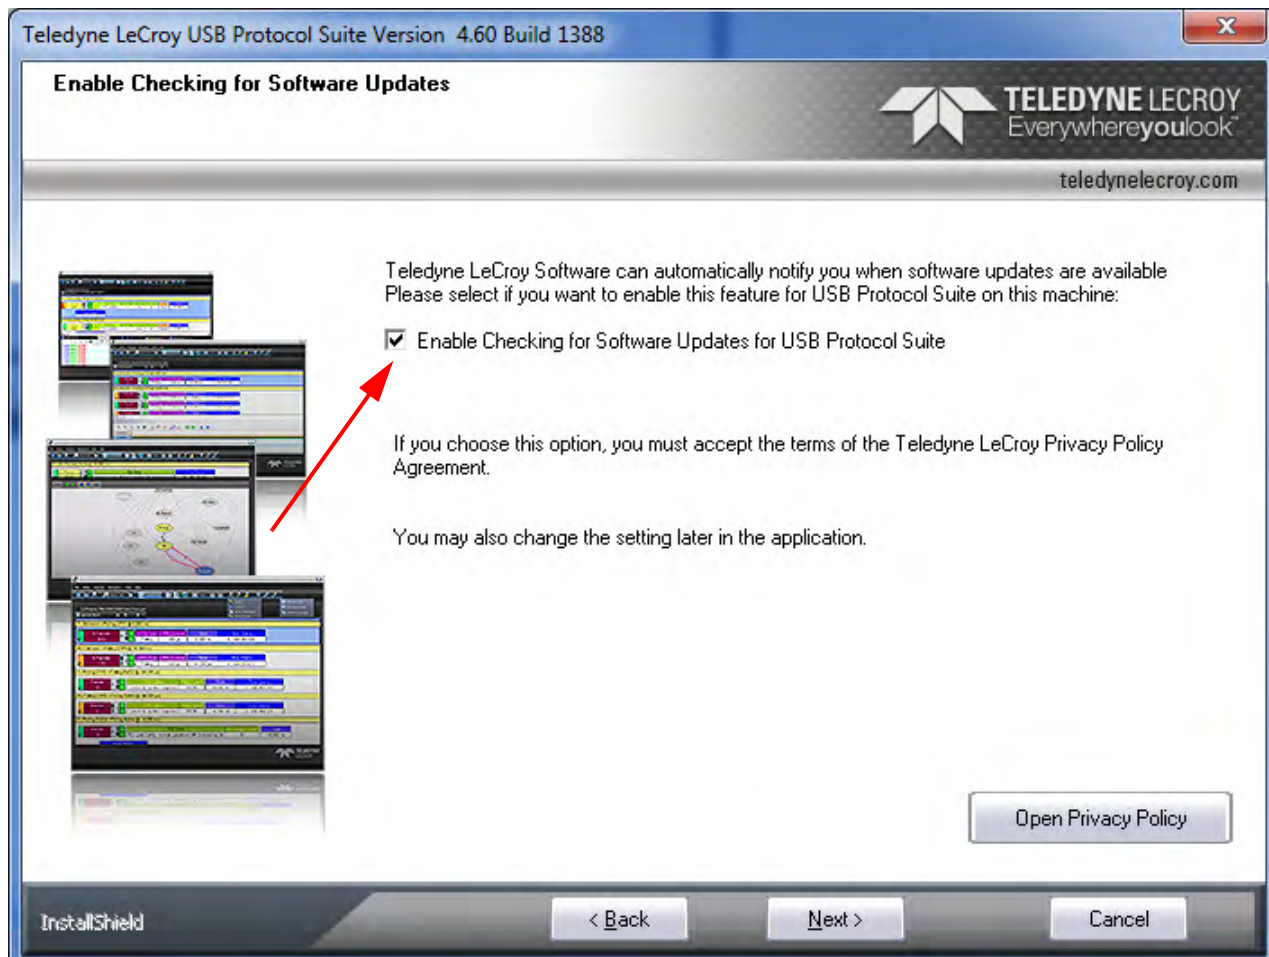 Teledyne LeCroy USB Protocol Suite Version 4.60 Build 1388
X
Enable Checking for Software Updates
TELEDYNE LECROY
Everywhereyoulook™
teledynelecroy.com
Teledyne LeCroy Software can automatically notify you when software updates are available
Please select if you want to enable this feature for USB Protocol Suite on this machine:
Enable Checking for Software Updates for USB Protocol Suite
If you choose this option, you must accept the terms of the Teledyne LeCroy Privacy Policy
Agreement.
You may also change the setting later in the application.
Open Privacy Policy
InstallShield
< Back
Next >
Cancel